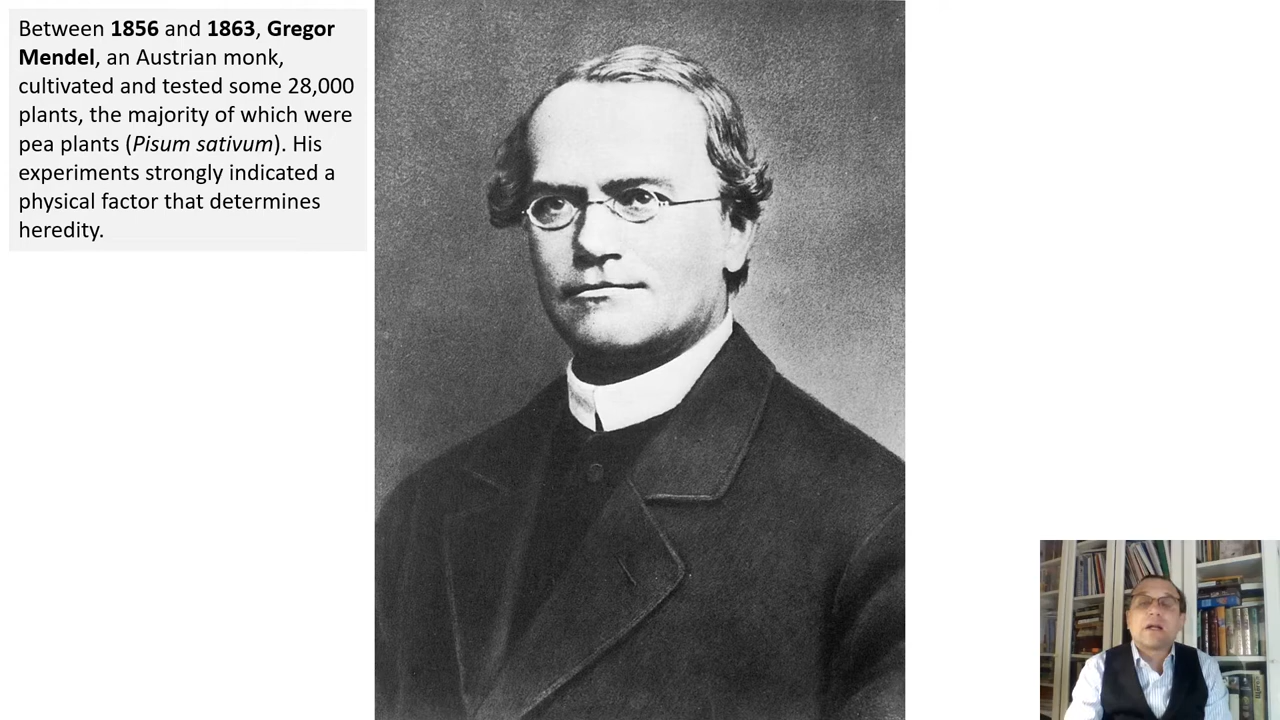 Between 1856 and 1863, Gregor
Mendel, an Austrian monk,
cultivated and tested some 28,000
plants, the majority of which were
pea plants (Pisum sativum). His
experiments strongly indicated a
physical factor that determines
heredity.